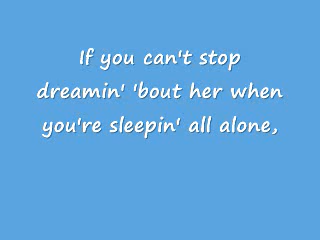 If you can't stop
dreamin' 'bout her when
you're sleepin' all alone,